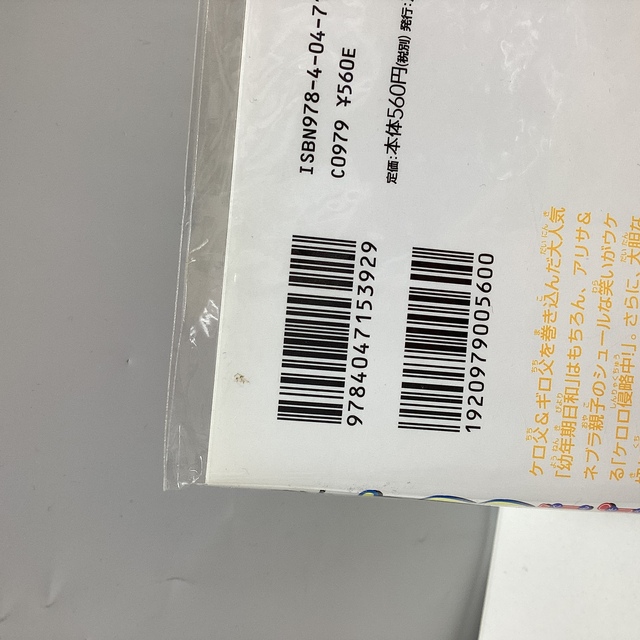 ISBN978-4-04-7
C0979 ¥560E
定価:本体560円(税別) 発行:
9784047153929
1920979005600
ケロ父&ギロ父を巻き込んだ大人気
「幼年期日和」はもちろん、アリサ&
ネブラ親子のシュールな笑いがウケ
る「ケロロ侵略中!」。さらに、